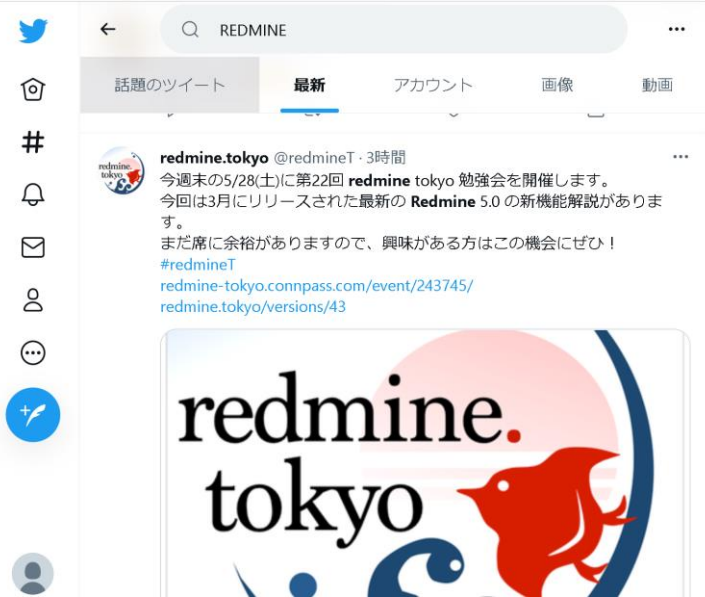 REDMINE
話題のツイート
最新
アカウント
画像
動画
redmine.tokyo @redmineT · 3時間
今週末の5/28(土)に第22回 redmine tokyo 勉強会を開催します。
今回は3月にリリースされた最新の Redmine 5.0 の新機能解説がありま
す。
まだ席に余裕がありますので、興味がある方はこの機会にぜひ！
#redmineT
redmine-tokyo.connpass.com/event/243745/
redmine.tokyo/versions/43
redmine.
tokyo
redmine.
tokyo